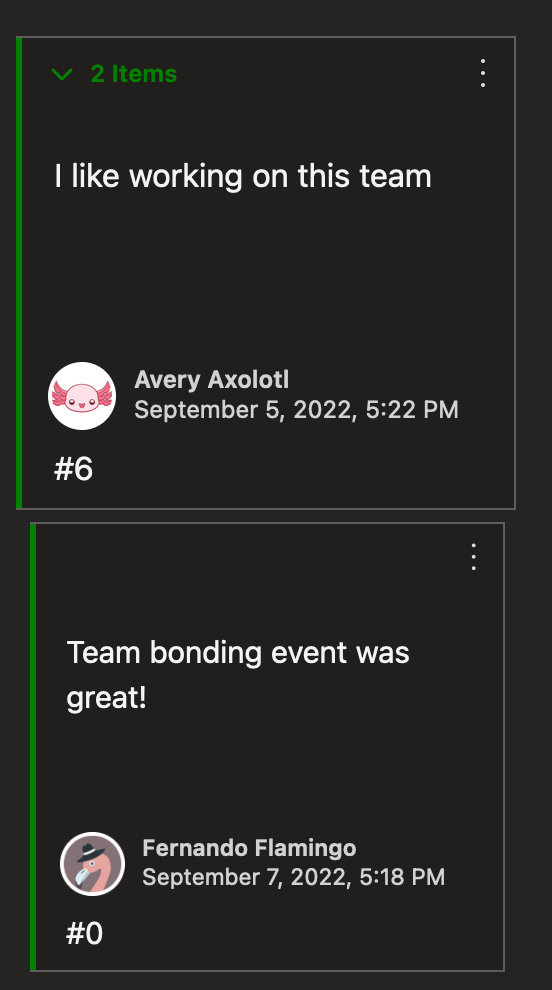 2 Items
I like working on this team
Avery Axolotl
September 5, 2022, 5:22 PM
#6
Team bonding event was
great!
Fernando Flamingo
September 7, 2022, 5:18 PM
#0